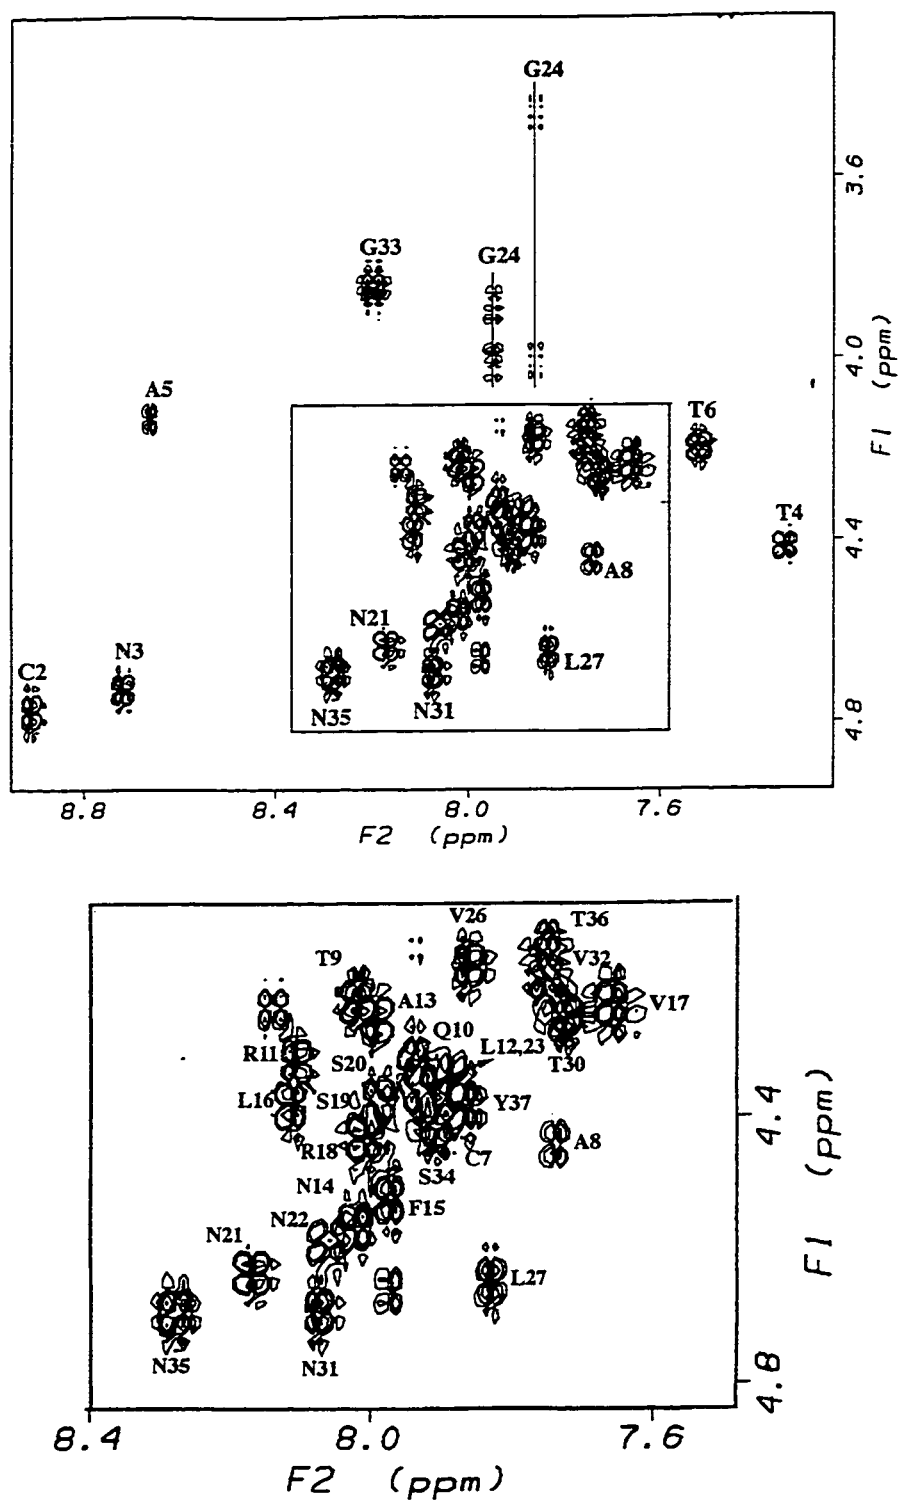 G24
3.6
G33
G24
4.0
F1 (ppm)
A5
T6
T4
4.4
A8
N21
N3
L27
C2
N35
N31
4.8
8.8
8.4
8.0
7.6
F2 (ppm)
V26
T36
T9
V32
A13
V17
Q10
R11
S20
L12,23
T30
L16
S19
Y37
4.4
R18
C7
A8
S34
N14
F15
N22
N21
L27
F1 (ppm)
N35
N31
4.8
8.4
8.0
7.6
F2 (ppm)